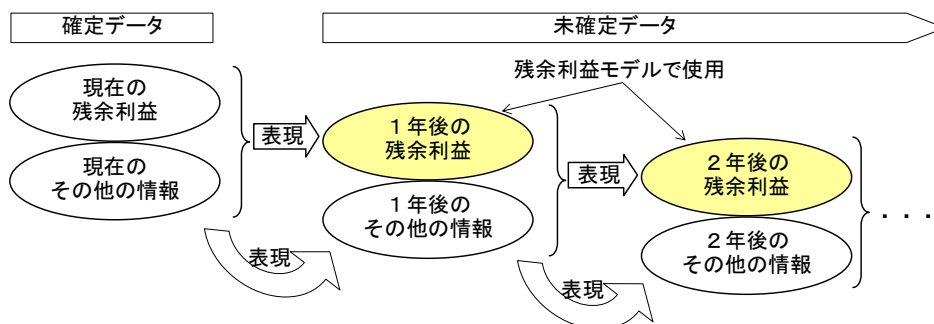 確定データ
未確定データ
残余利益モデルで使用
現在の
残余利益
現在の
その他の情報
表現
１年後の
残余利益
１年後の
その他の情報
表現
表現
２年後の
残余利益
２年後の
その他の情報
表現
・・・